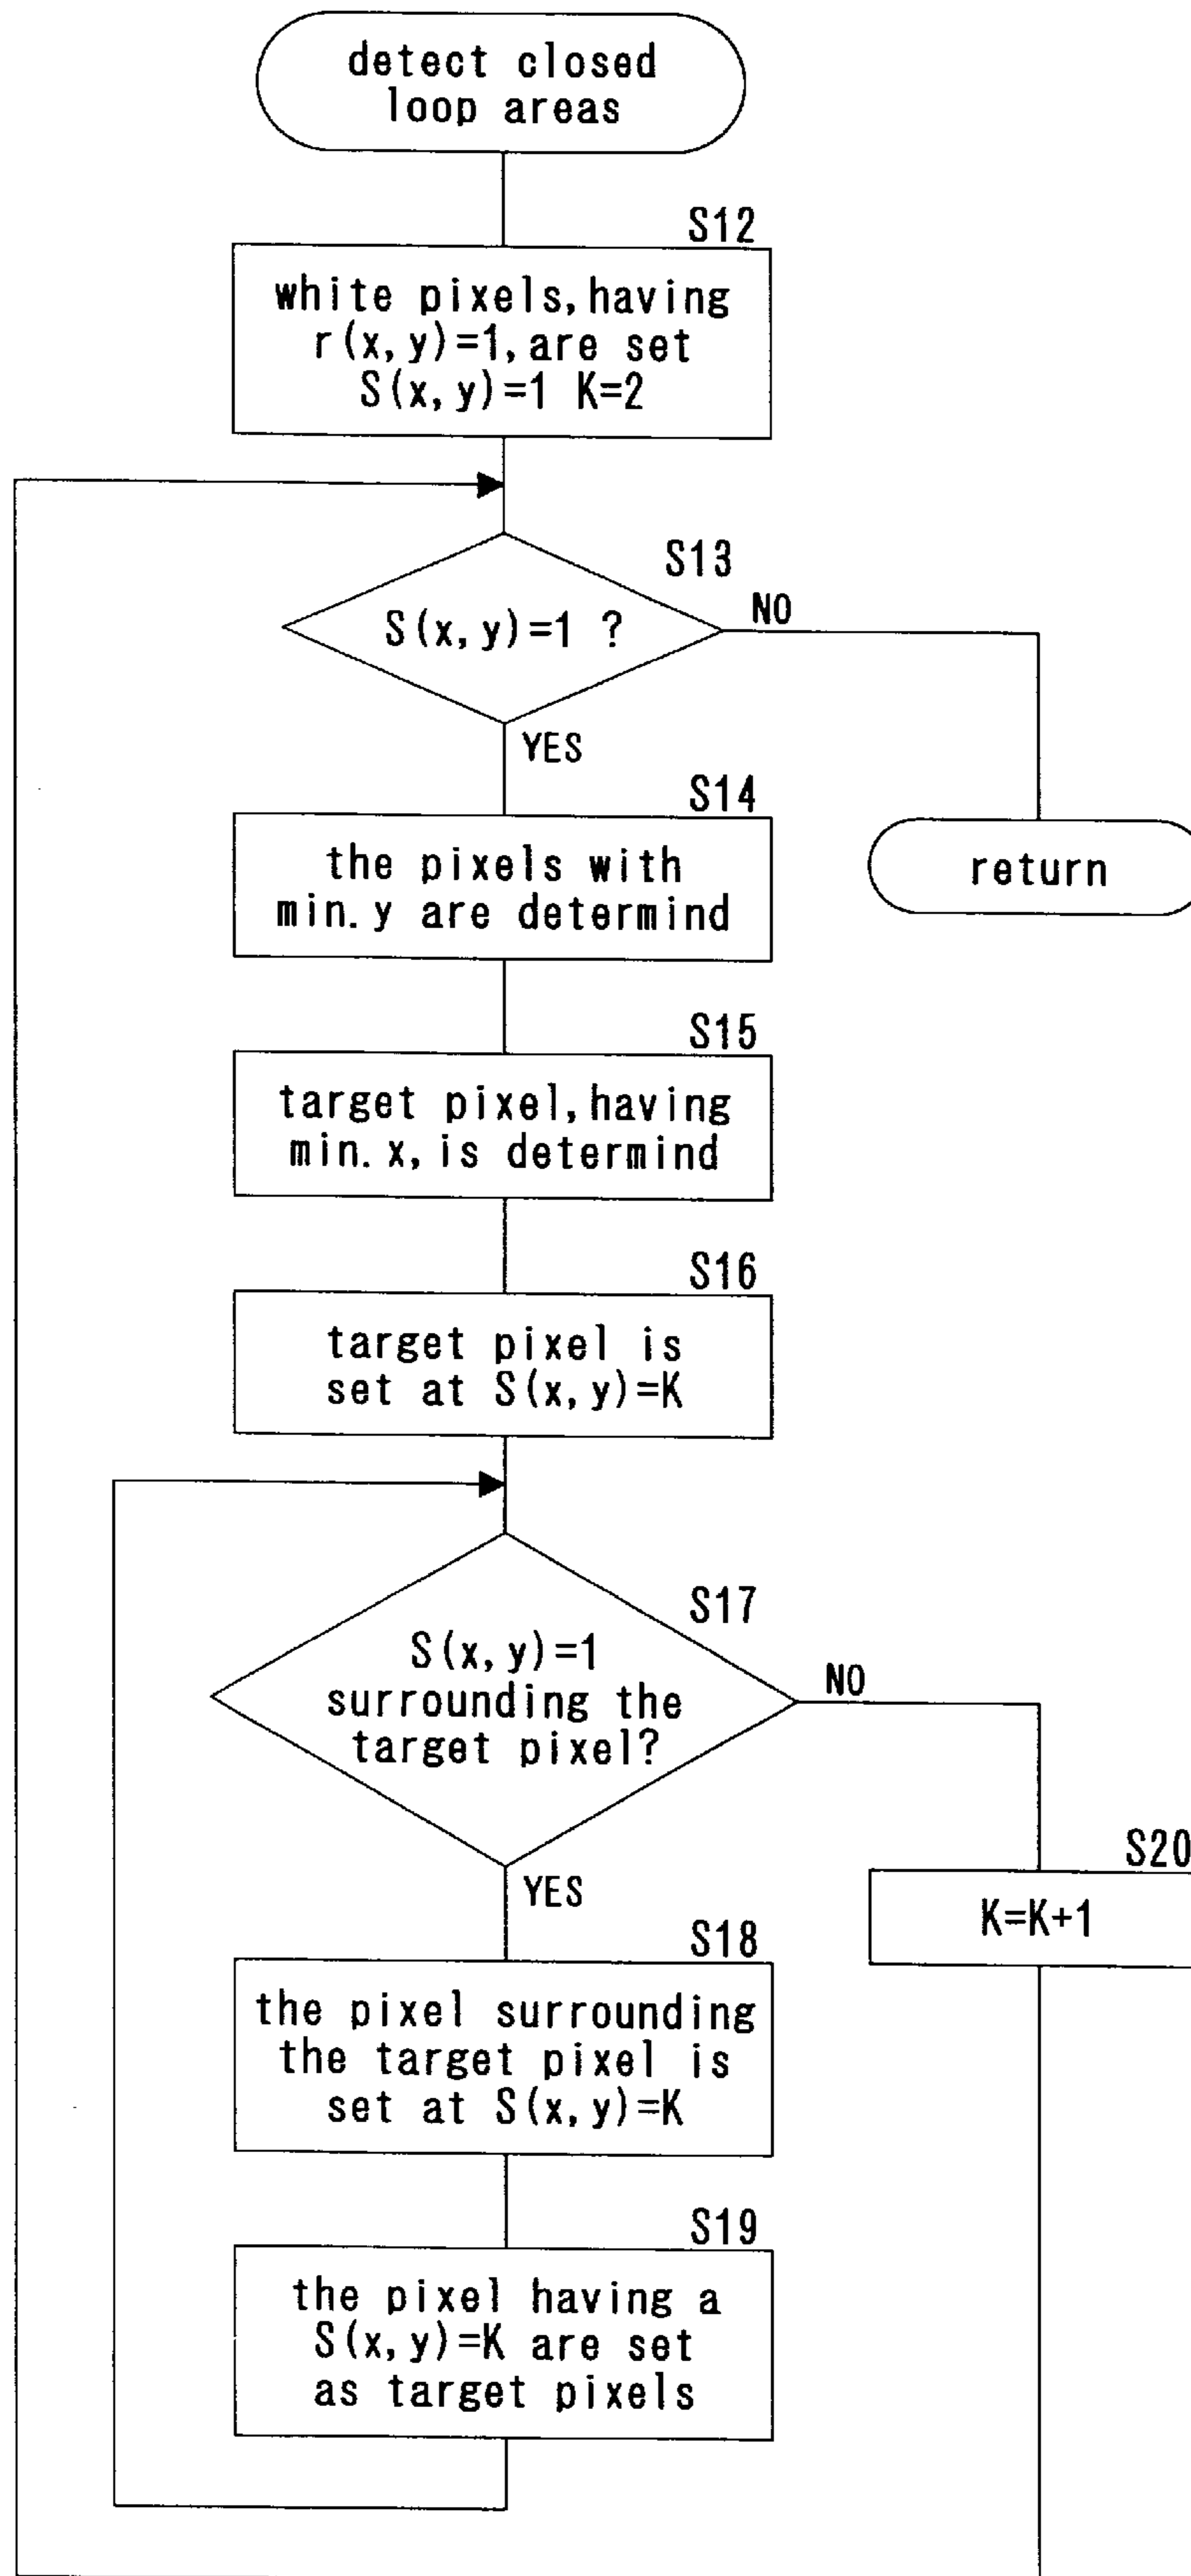 detect closed
loop areas
S12
white pixels, having
r(x, y)=1, are set
S(x, y)=1 K=2
S13
S(x, y)=1 ?
NO
YES
S14
the pixels with
min. y are determind
return
S15
target pixel, having
min. x, is determind
S16
target pixel is
set at S(x, y)=K
S17
S(x, y)=1
surrounding the
target pixel?
NO
YES
S20
K=K+1
S18
the pixel surrounding
the target pixel is
set at S(x, y)=K
S19
the pixel having a
S(x, y)=K are set
as target pixels